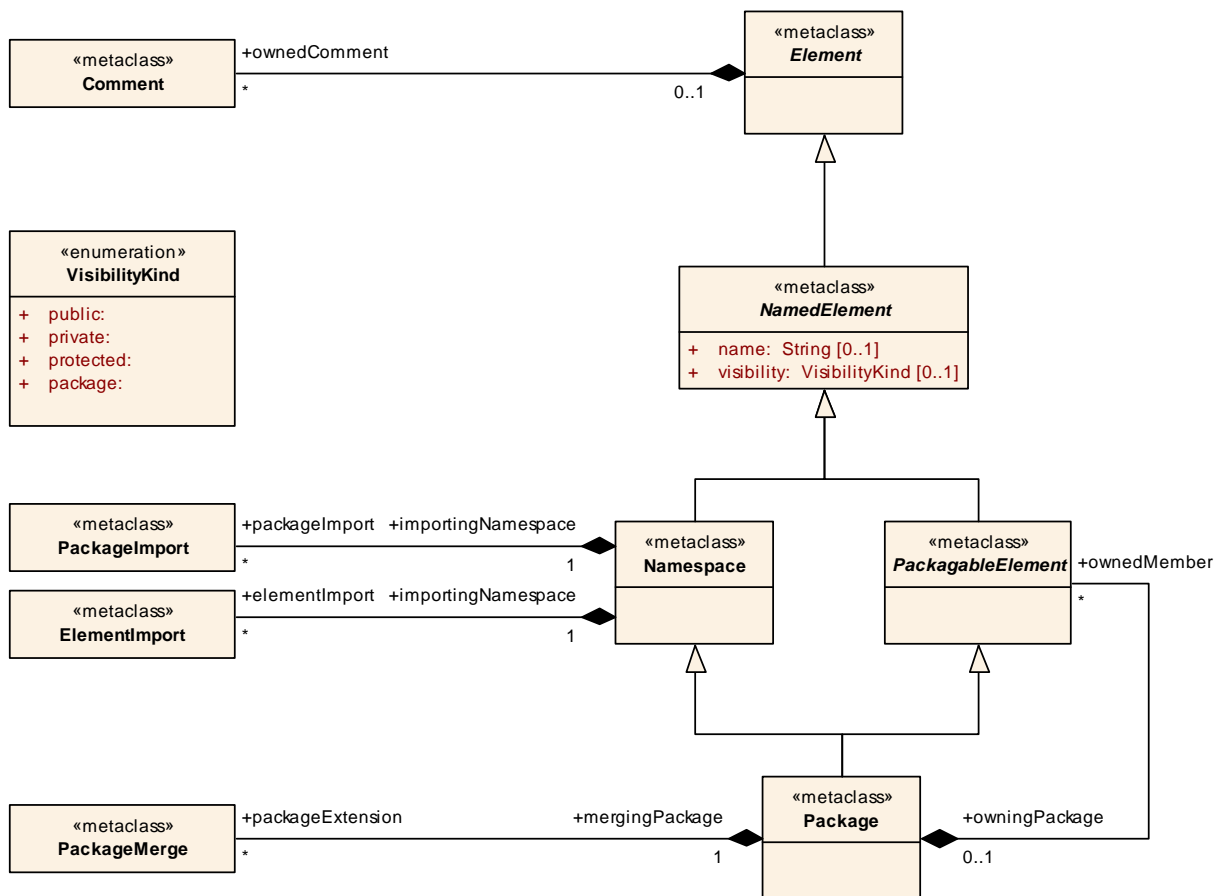 «metaclass»
Comment
+ownedComment
*
0..1
«metaclass»
Element
«enumeration»
VisibilityKind
+ public:
+ private:
+ protected:
+ package:
«metaclass»
NamedElement
+ name: String [0..1]
+ visibility: VisibilityKind [0..1]
«metaclass»
PackageImport
+packageImport +importingNamespace
*
1
«metaclass»
Namespace
«metaclass»
PackagableElement
+ownedMember
*
«metaclass»
ElementImport
+elementImport +importingNamespace
*
1
«metaclass»
PackageMerge
+packageExtension
*
+mergingPackage
1
«metaclass»
Package
+owningPackage
0..1